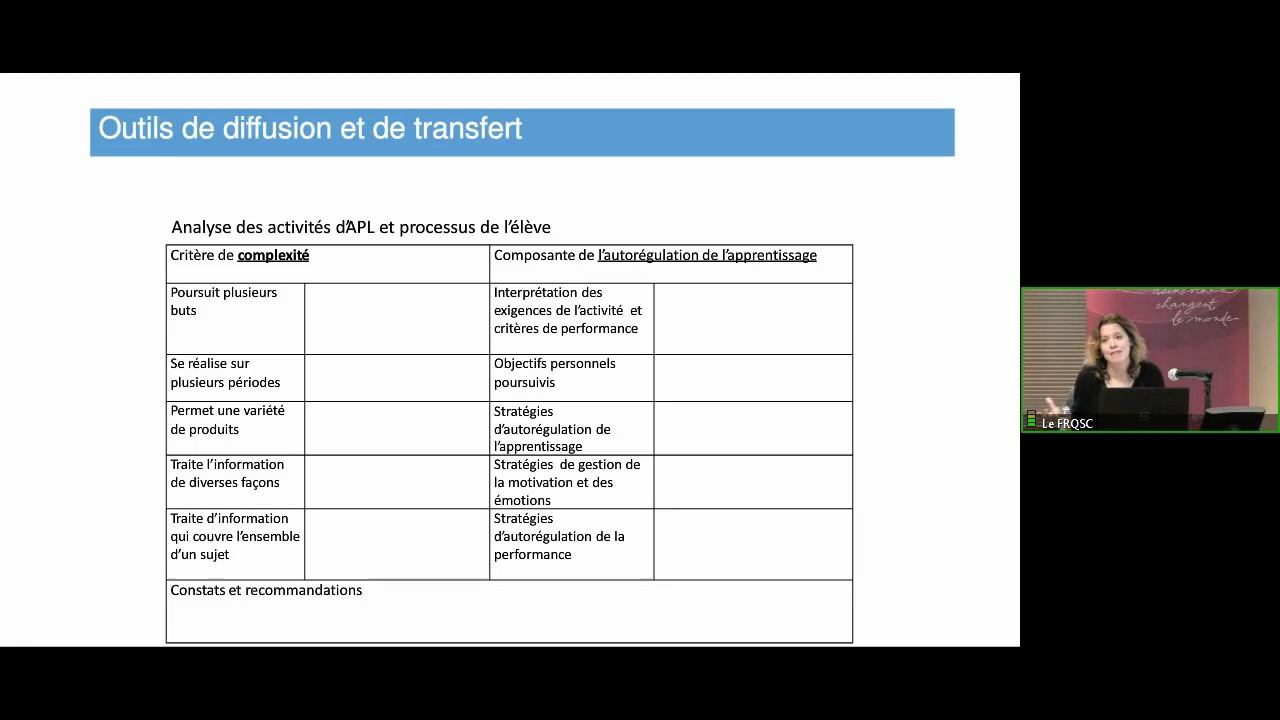 Outils de diffusion et de transfert
Analyse des activités d'APL et processus de l'élève
Critère de complexité
Composante de l'autorégulation de l'apprentissage
Poursuit plusieurs
buts
Interprétation des
exigences de l'activité et
critères de performance
Se réalise sur
plusieurs périodes
Objectifs personnels
poursuivis
Permet une variété
de produits
Stratégies
d'autorégulation de
l'apprentissage
Traite l'information
de diverses façons
Stratégies de gestion de
la motivation et des
émotions
Traite d'information
qui couvre l'ensemble
d'un sujet
Stratégies
d'autorégulation de la
performance
Constats et recommandations
changent
le monde
Le FRQSC